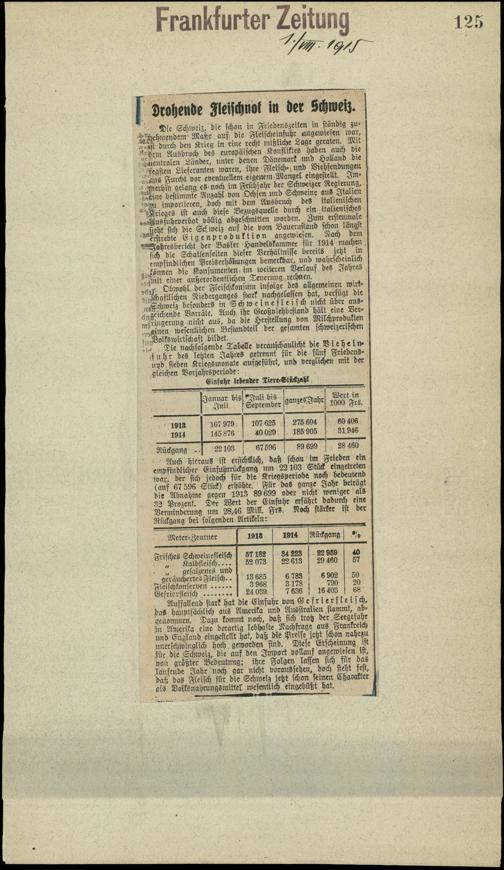 Frankfurter Zeitung
125
1./VIII. 1915
Drohende Fleischnot in der Schweiz.
Die Schweiz, die schon in Friedenszeiten in ständig zu-
nehmendem Maße auf die Fleischeinfuhr angewiesen war,
ist durch den Krieg in eine recht mißliche Lage geraten. Mit
dem Ausbruch des europäischen Konfliktes haben auch die
neutralen Länder, unter denen Dänemark und Holland die
regsten Lieferanten waren, ihre Fleisch- und Viehsendungen
aus Furcht vor eventuellem eigenem Mangel eingestellt. Im-
merhin gelang es noch im Frühjahr der Schweizer Regierung,
eine bestimmte Anzahl von Ochsen und Schweine aus Italien
zu importieren, doch mit dem Ausbruch des italienischen
Krieges ist auch diese Bezugsquelle durch ein italienisches
Ausfuhrverbot völlig abgeschnitten worden. Zum erstenmale
sieht sich die Schweiz auf die vom Bauernstand schon längst
erstrebte Eigenproduktion angewiesen. Nach dem
Jahresbericht der Basler Handelskammer für 1914 machen
sich die Schattenseiten dieser Verhältnisse bereits jetzt in
empfindlichen Preiserhöhungen bemerkbar, und wahrscheinlich
können die Konsumenten im weiteren Verlauf des Jahres
mit einer außerordentlichen Teuerung rechnen.
Obwohl der Fleischkonsum infolge des allgemeinen wirt-
schaftlichen Niederganges stark nachgelassen hat, verfügt die
Schweiz besonders in Schweinefleisch nicht über aus-
reichende Vorräte. Auch ihr Großviehbestand hält eine Ver-
ringerung nicht aus, da die Herstellung von Milchprodukten
einen wesentlichen Bestandteil der gesamten schweizerischen
Volkswirtschaft bildet.
Die nachfolgende Tabelle veranschaulicht die Viehein-
fuhr des letzten Jahres getrennt für die fünf Friedens-
und sieben Kriegsmonate aufgeführt, und verglichen mit der
gleichen Vorjahrsperiode:
Einfuhr lebender Tiere-Stückzahl
Januar bis Juli | Juli bis September | ganzes Jahr | Wert in 1000 Frs.
1913 167 979 107 625 275 604 60 406
1914 145 876 40 029 185 905 31 946
Rückgang .. 22 103 67 596 89 699 28 460
Auch hieraus ist ersichtlich, daß schon im Frieden ein
empfindlicher Einfuhrrückgang um 22 103 Stück eingetreten
war, der sich jedoch für die Kriegsperiode noch bedeutend
(auf 67 596 Stück) erhöhte. Für das ganze Jahr beträgt
die Abnahme gegen 1913 89 699 oder nicht weniger als
32 Prozent. Der Wert der Einfuhr erfährt dadurch eine
Verminderung um 28,46 Mill. Frs. Noch stärker ist der
Rückgang bei folgenden Artikeln:
Meter-Zentner | 1913 | 1914 | Rückgang | %
Frisches Schweinefleisch 57 182 34 223 22 959 40
" Kalbfleisch.... 52 073 22 613 29 460 57
" gesalzenes und
geräuchertes Fleisch.. 13 685 6 783 6 902 50
Fleischkonserven ...... 3 968 3 178 790 20
Gefrierfleisch ........ 24 039 7 636 16 403 68
Auffallend stark hat die Einfuhr von Gefrierfleisch,
das hauptsächlich aus Amerika und Australien stammt, ab-
genommen. Dazu kommt noch, daß sich trotz der Seegefahr
in Amerika eine derartig lebhafte Nachfrage aus Frankreich
und England eingestellt hat, daß die Preise jetzt schon nahezu
unerschwinglich hoch geworden sind. Diese Erscheinung ist
für die Schweiz, die auf den Import vollauf angewiesen ist,
von größter Bedeutung; ihre Folgen lassen sich für das
laufende Jahr noch gar nicht voraussehen, doch steht fest,
daß das Fleisch für die Schweiz jetzt schon seinen Charakter
als Volksnahrungsmittel wesentlich eingebüßt hat.